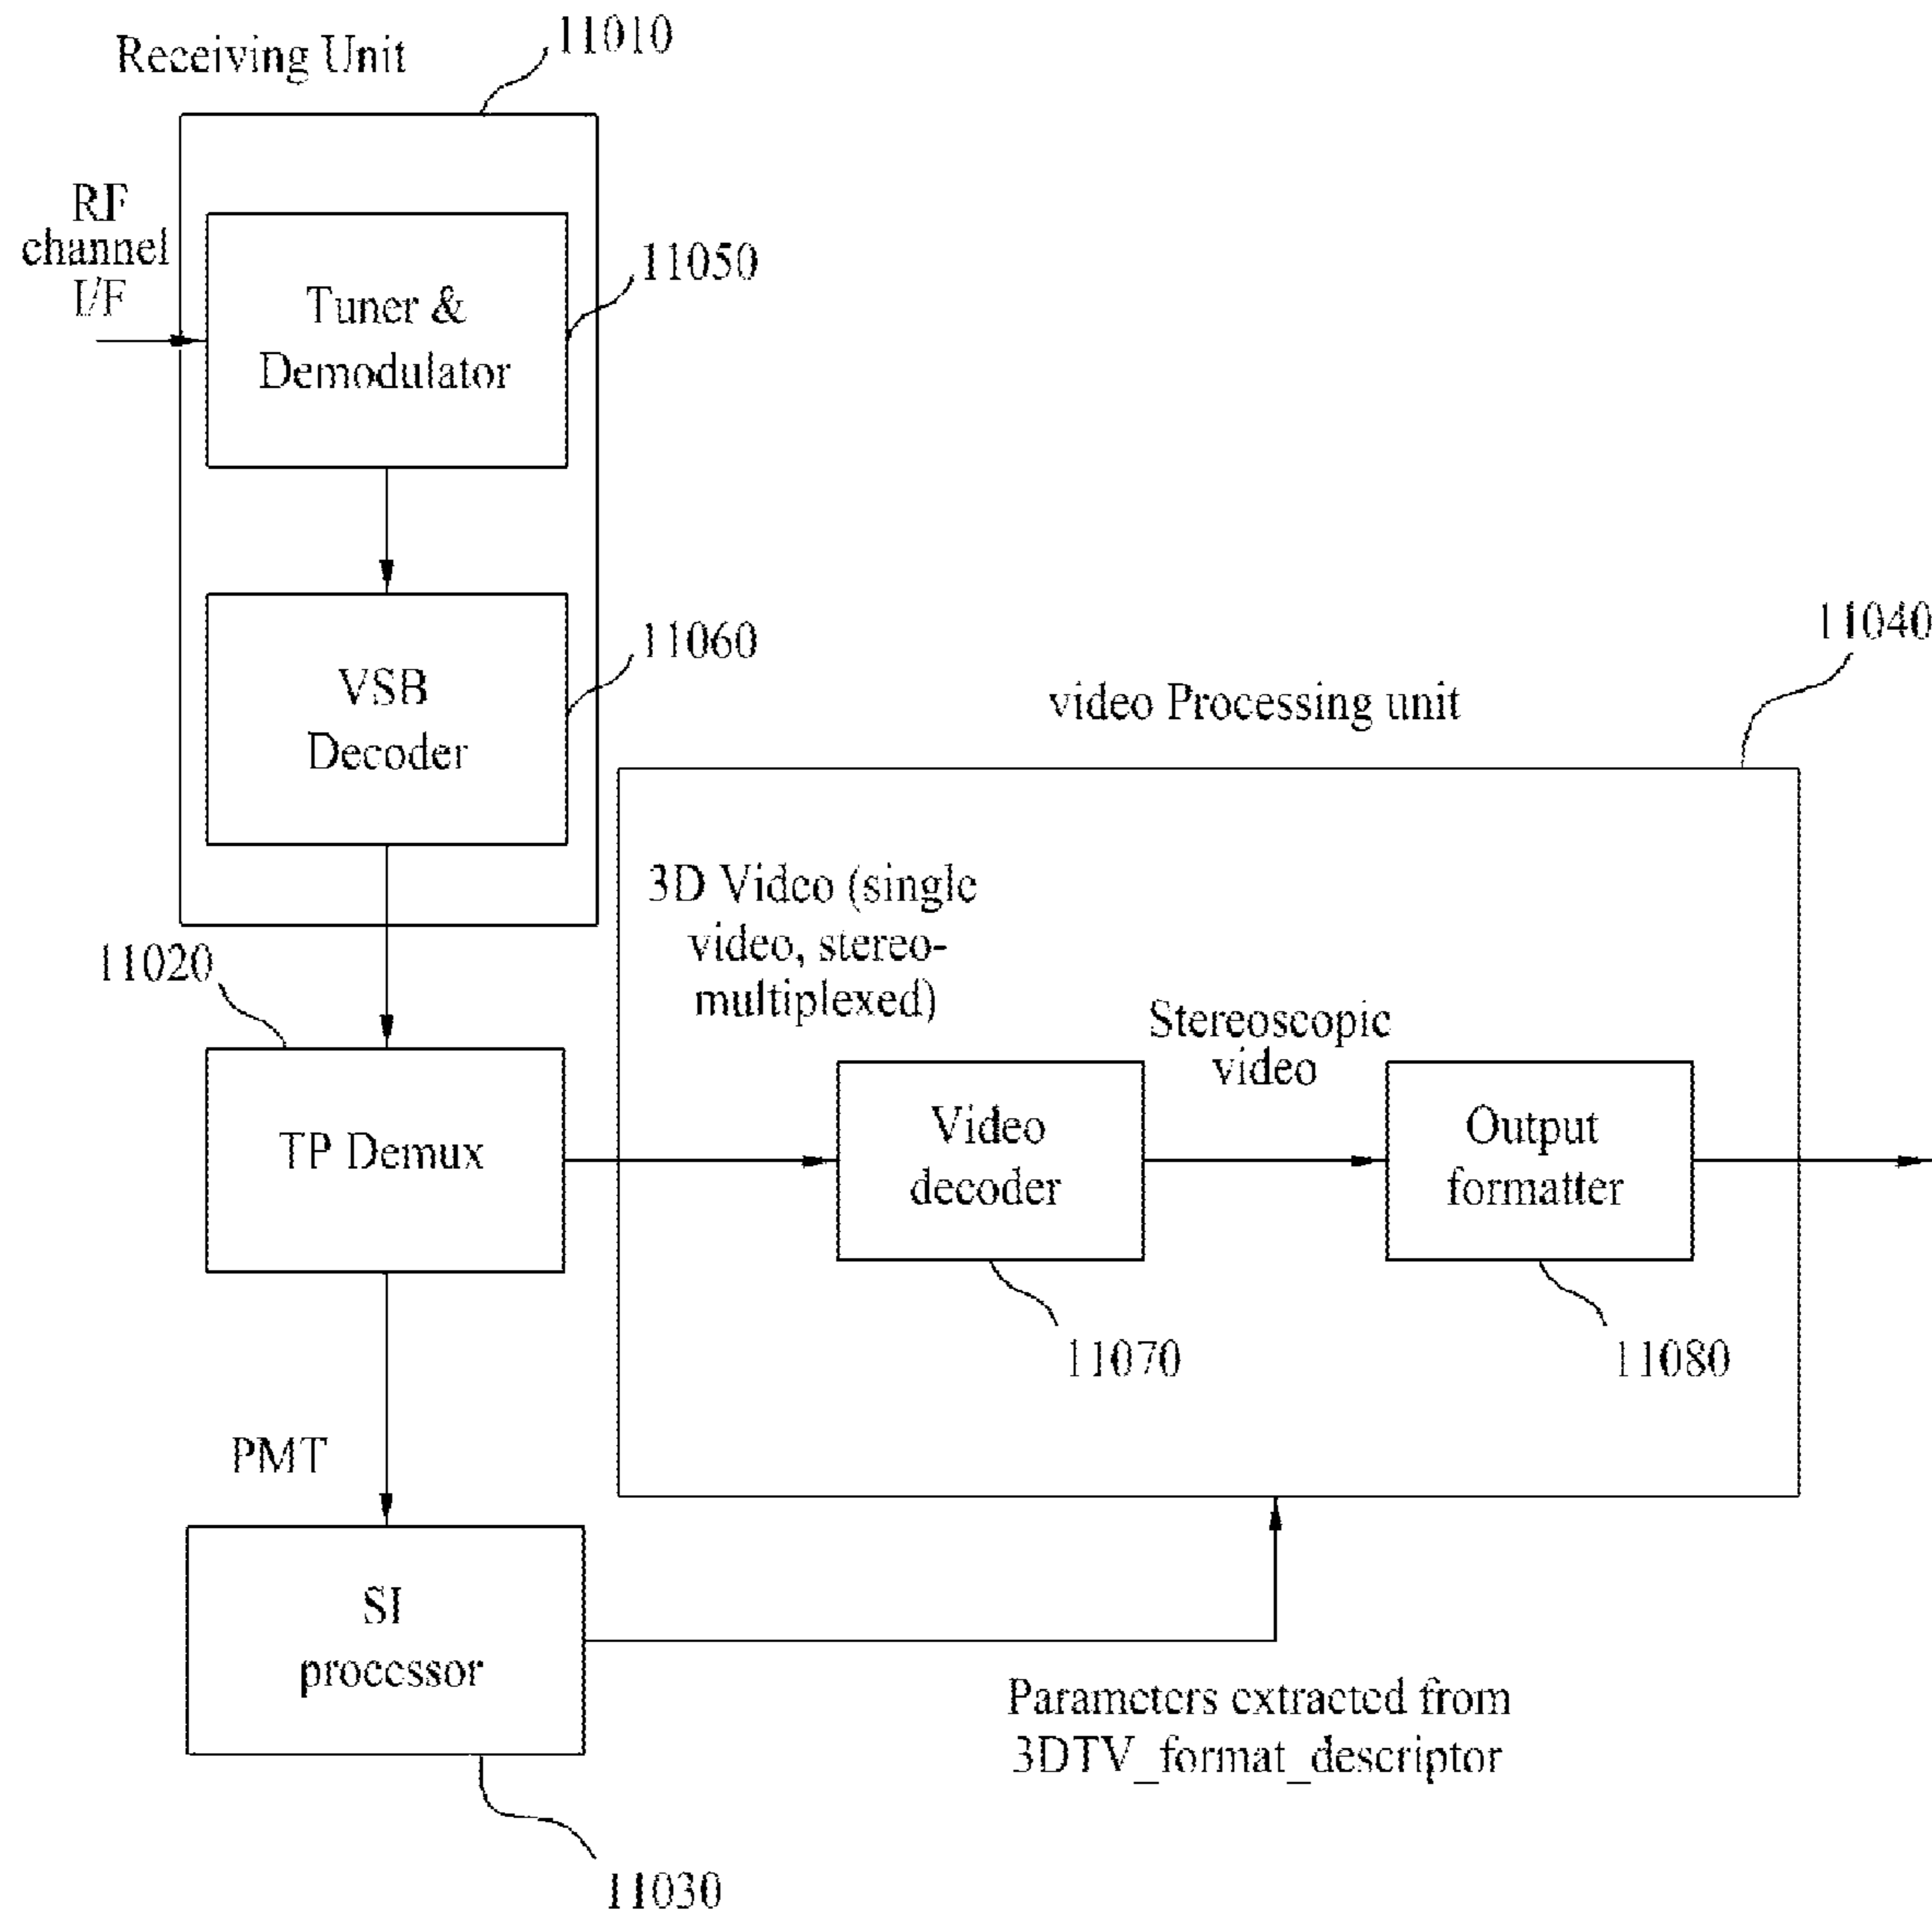 Receiving Unit
11010
RF
channel
I/F
Tuner &
Demodulator
11050
VSB
Decoder
11060
11040
video Processing unit
3D Video (single
video, stereo-
multiplexed)
11020
Stereoscopic
video
TP Demux
Video
decoder
Output
formatter
11070
11080
PMT
SI
processor
Parameters extracted from
3DTV_format_descriptor
11030